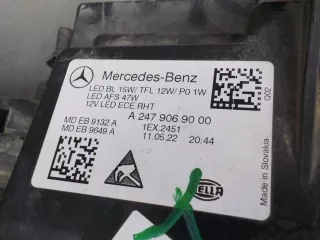 Mercedes-Benz
LED BL 15W/ TFL 12W/ P0 1W
LED AFS 47W
12V LED ECE RHT
A 247 906 90 00
MD EB 9132 A
1EX.2451
MD EB 9649 A
11.05.22 20:44
HELLA
Q02
Made in Slovakia